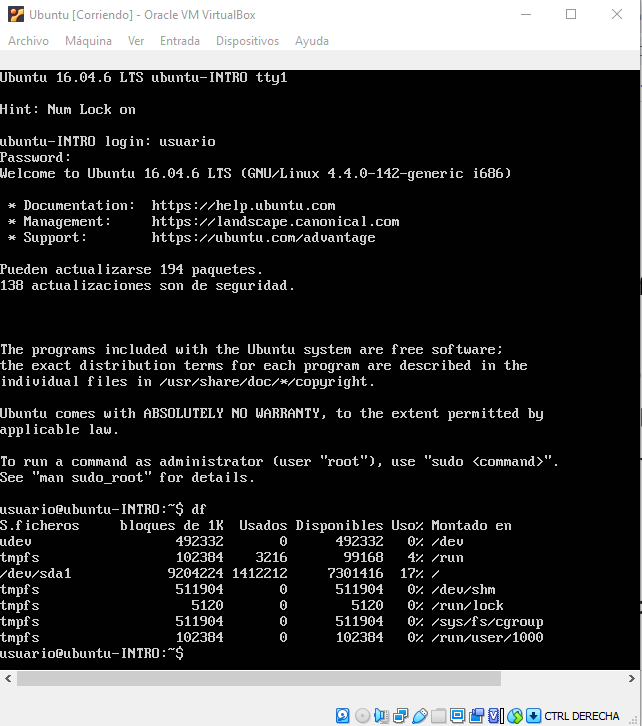 Ubuntu [Corriendo] - Oracle VM VirtualBox
Archivo Máquina Ver Entrada Dispositivos Ayuda
Ubuntu 16.04.6 LTS ubuntu-INTRO tty1
Hint: Num Lock on
ubuntu-INTRO login: usuario
Password:
Welcome to Ubuntu 16.04.6 LTS (GNU/Linux 4.4.0-142-generic i686)
* Documentation:  https://help.ubuntu.com
* Management:     https://landscape.canonical.com
* Support:        https://ubuntu.com/advantage
Pueden actualizarse 194 paquetes.
138 actualizaciones son de seguridad.
The programs included with the Ubuntu system are free software;
the exact distribution terms for each program are described in the
individual files in /usr/share/doc/*/copyright.
Ubuntu comes with ABSOLUTELY NO WARRANTY, to the extent permitted by
applicable law.
To run a command as administrator (user "root"), use "sudo <command>".
See "man sudo_root" for details.
usuario@ubuntu-INTRO:~$ df
S.ficheros     bloques de 1K  Usados Disponibles Uso% Montado en
udev                  492332       0      492332   0% /dev
tmpfs                 102384    3216       99168   4% /run
/dev/sda1            9204224 1412212     7301416  17% /
tmpfs                 511904       0      511904   0% /dev/shm
tmpfs                   5120       0        5120   0% /run/lock
tmpfs                 511904       0      511904   0% /sys/fs/cgroup
tmpfs                 102384       0      102384   0% /run/user/1000
usuario@ubuntu-INTRO:~$
CTRL DERECHA